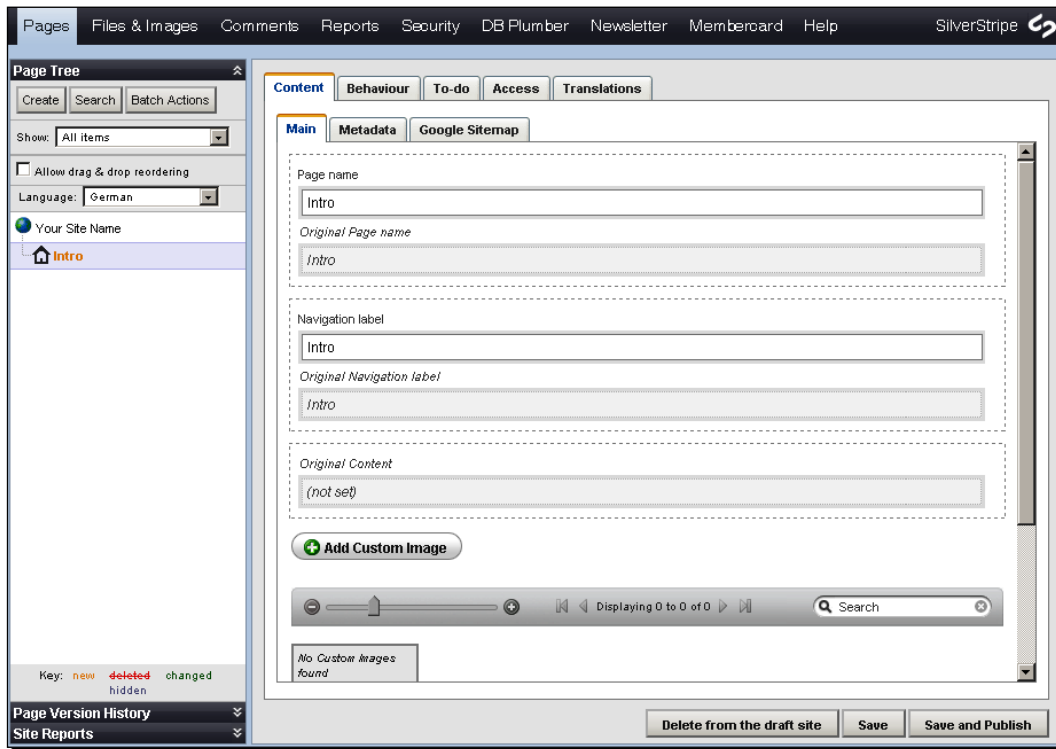 Pages Files & Images Comments Reports Security DB Plumber Newsletter Membercard Help SilverStripe
Page Tree
Create Search Batch Actions
Show: All items
Allow drag & drop reordering
Language: German
Your Site Name
Intro
Key: new deleted changed
hidden
Page Version History
Site Reports
Content Behaviour To-do Access Translations
Main Metadata Google Sitemap
Page name
Intro
Original Page name
Intro
Navigation label
Intro
Original Navigation label
Intro
Original Content
(not set)
Add Custom Image
Displaying 0 to 0 of 0 Search
No Custom Images
found
Delete from the draft site Save Save and Publish